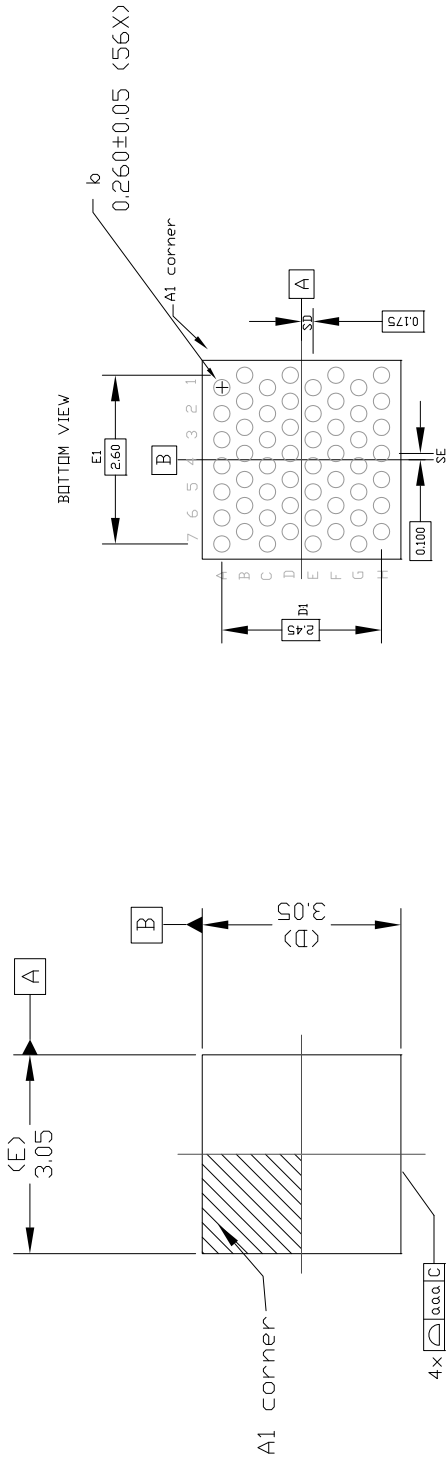 BOTTOM VIEW
E1
2.60
B
b
0.260±0.05 (56X)
A1 corner
7 6 5 4 3 2 1
A
B
C
D
E
F
G
H
D1
2.45
A
SD
0.175
0.100
SE
(E)
3.05
A
B
(D)
3.05
A1 corner
4x aaa C